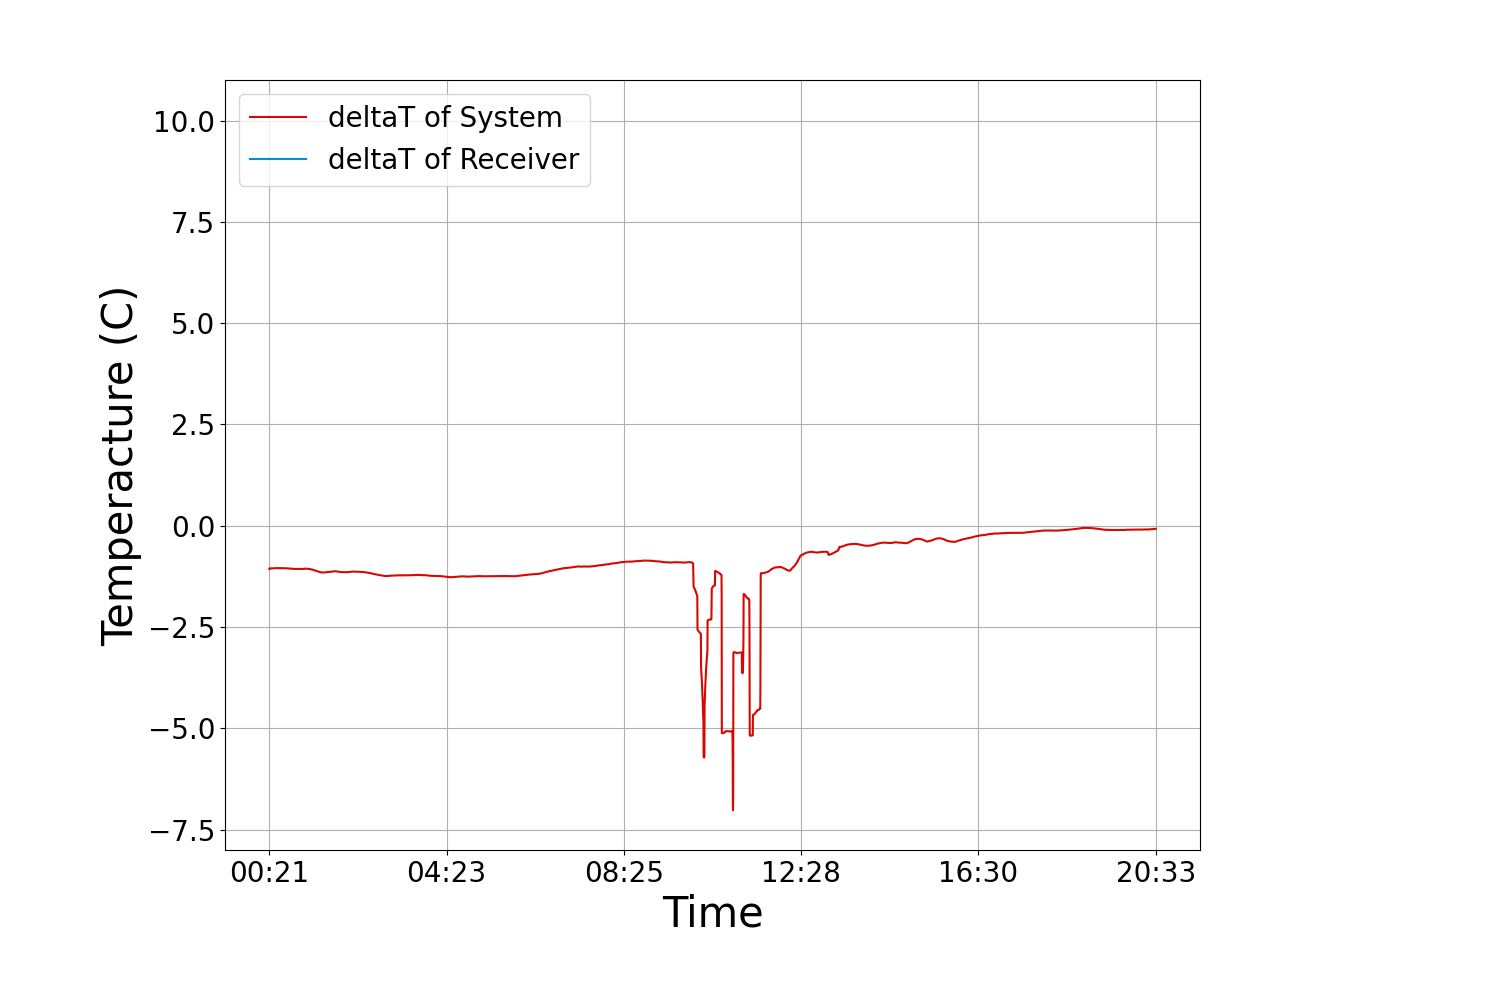 deltaT of System
deltaT of Receiver
10.0
7.5
5.0
2.5
0.0
−2.5
−5.0
−7.5
Temperacture (C)
00:21 04:23 08:25 12:28 16:30 20:33
Time